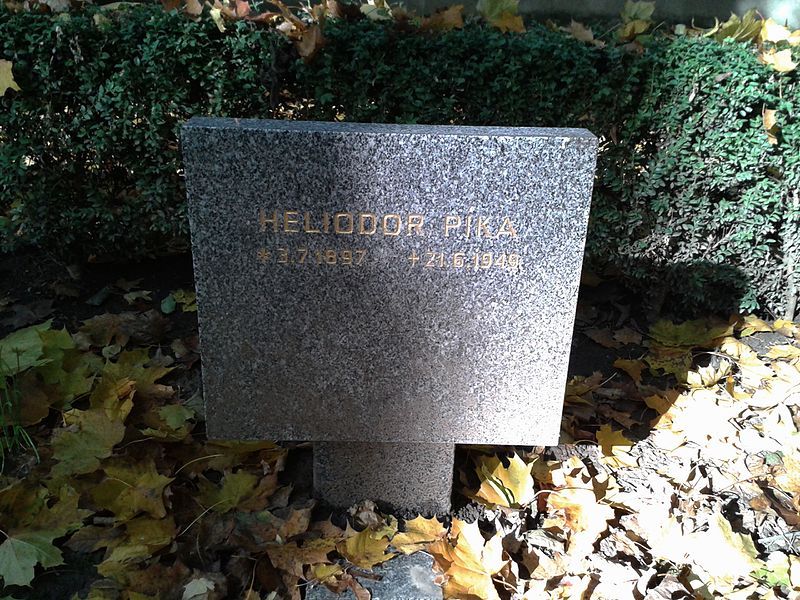 HELIODOR PÍKA
* 3.7.1897 + 21.6.1949